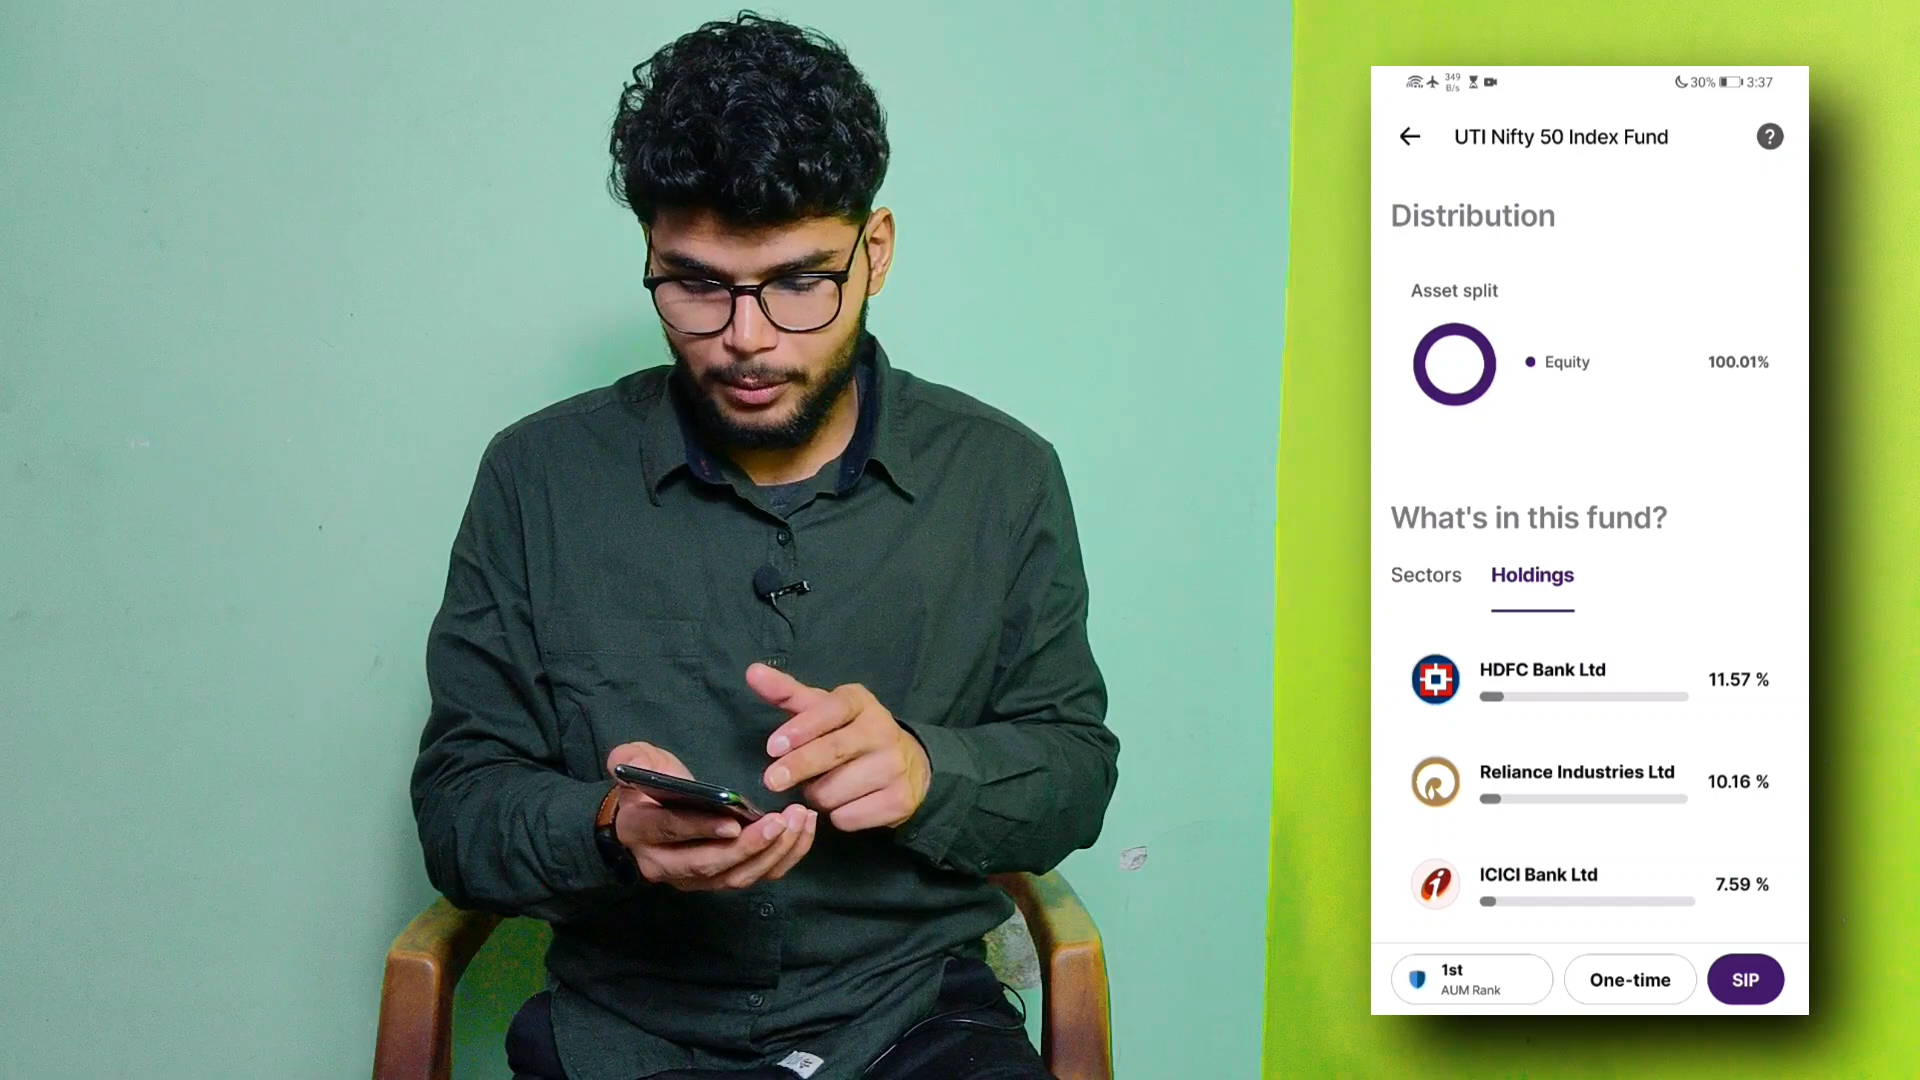 349
B/s
30%
3:37
UTI Nifty 50 Index Fund
?
Distribution
Asset split
Equity
100.01%
What's in this fund?
Sectors
Holdings
HDFC Bank Ltd
11.57 %
Reliance Industries Ltd
10.16 %
ICICI Bank Ltd
7.59 %
1st
AUM Rank
One-time
SIP